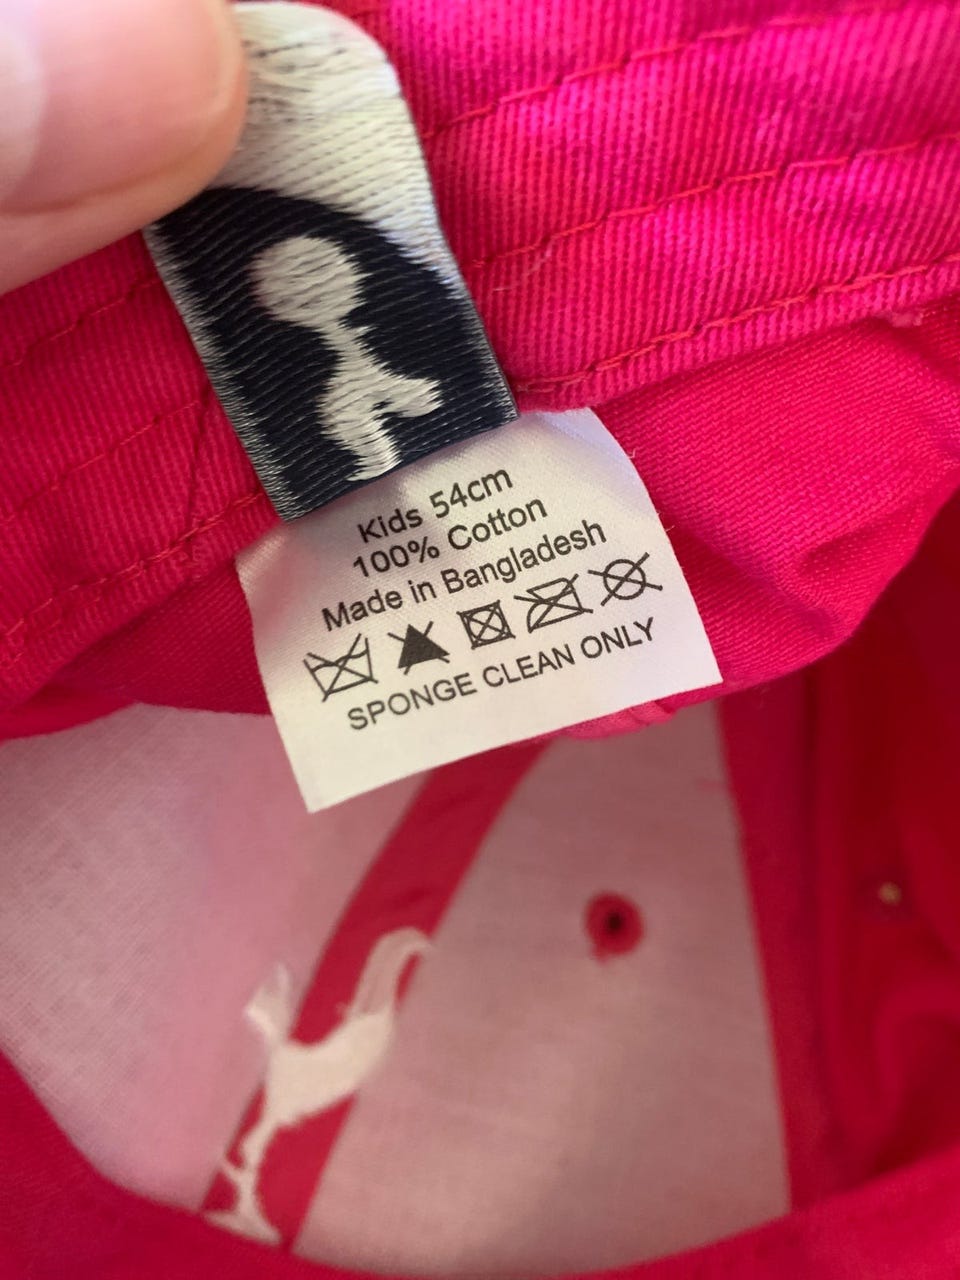 Kids 54cm
100% Cotton
Made in Bangladesh
SPONGE CLEAN ONLY